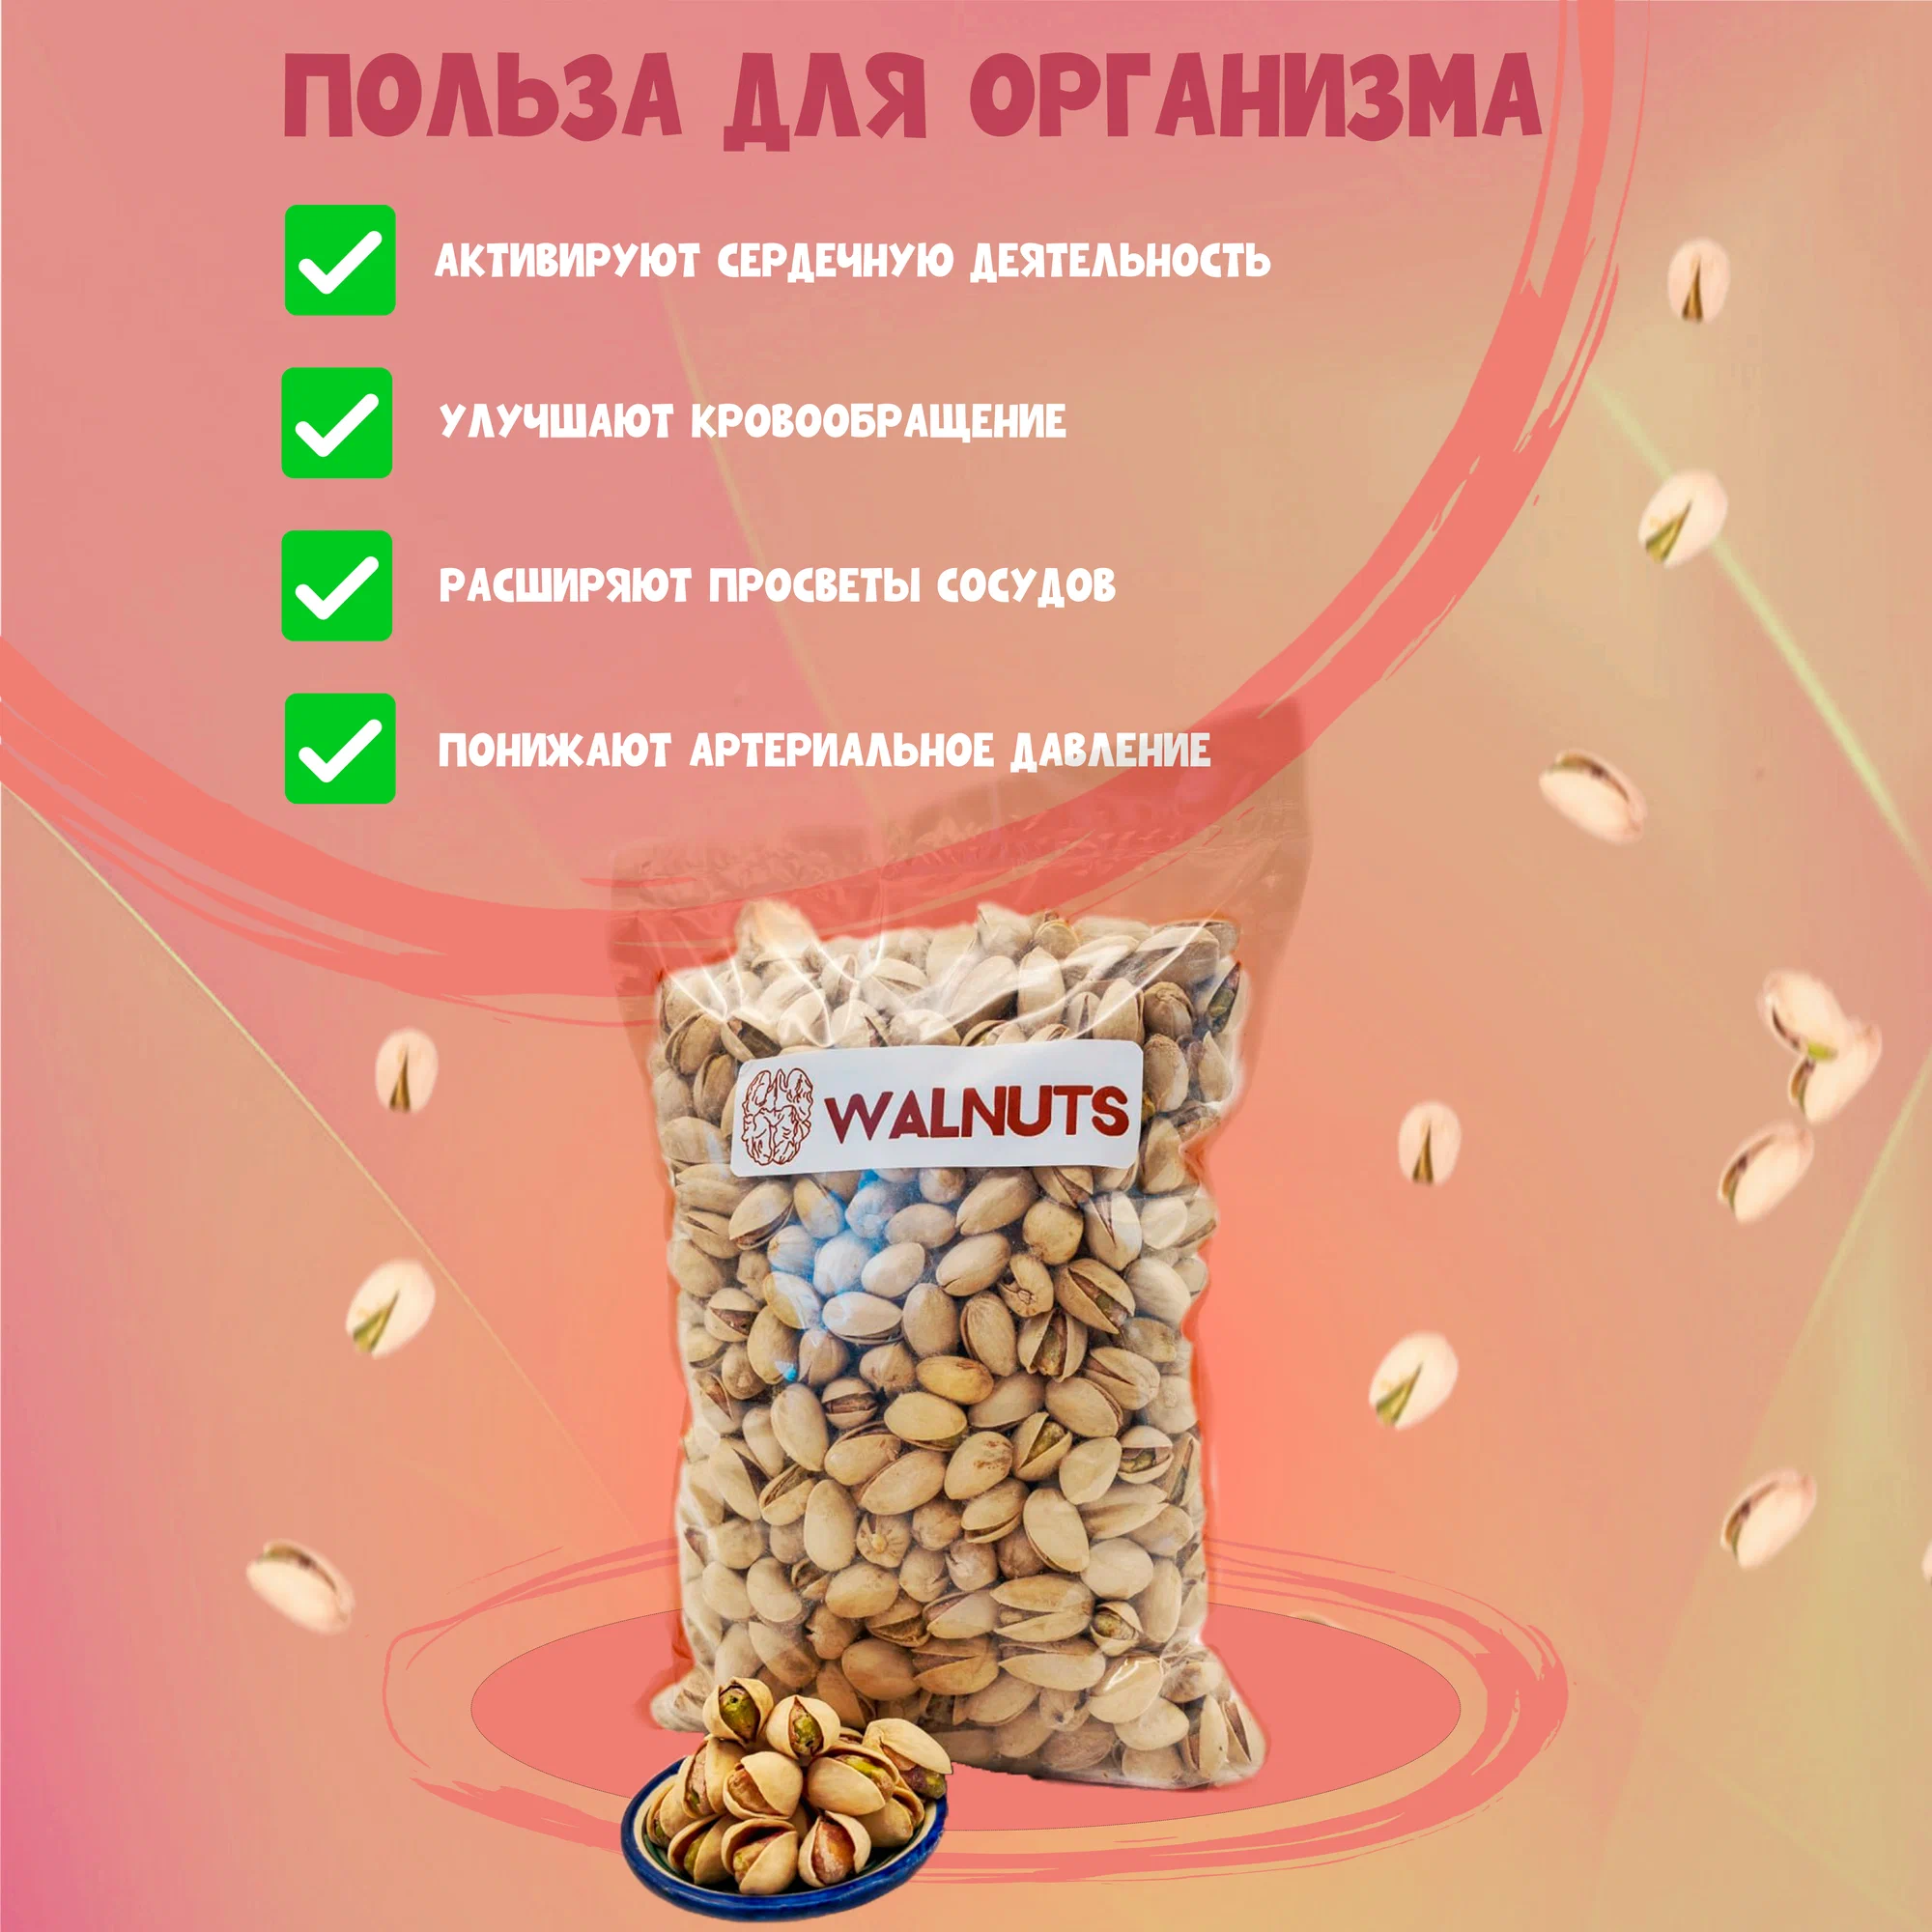 ПОЛЬЗА ДЛЯ ОРГАНИЗМА
АКТИВИРУЮТ СЕРДЕЧНУЮ ДЕЯТЕЛЬНОСТЬ
УЛУЧШАЮТ КРОВООБРАЩЕНИЕ
РАСШИРЯЮТ ПРОСВЕТЫ СОСУДОВ
ПОНИЖАЮТ АРТЕРИАЛЬНОЕ ДАВЛЕНИЕ
WALNUTS